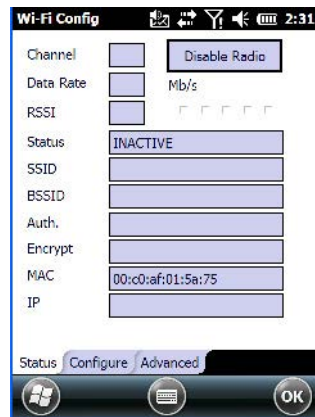 Wi-Fi Config 2:31
Channel Disable Radio
Data Rate Mb/s
RSSI
Status INACTIVE
SSID
BSSID
Auth.
Encrypt
MAC 00:c0:af:01:5a:75
IP
Status Configure Advanced
OK